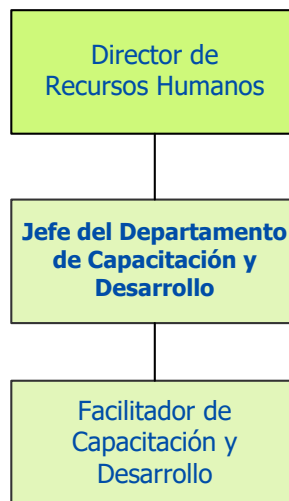 Director de
Recursos Humanos
Jefe del Departamento
de Capacitación y
Desarrollo
Facilitador de
Capacitación y
Desarrollo